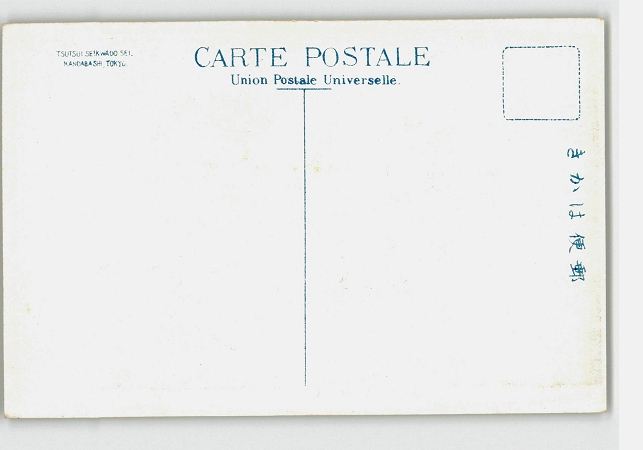 TSUTSUI SEIKWADO SEI.
KANDABASHI, TOKYO.
CARTE POSTALE
Union Postale Universelle.
きかは便郵